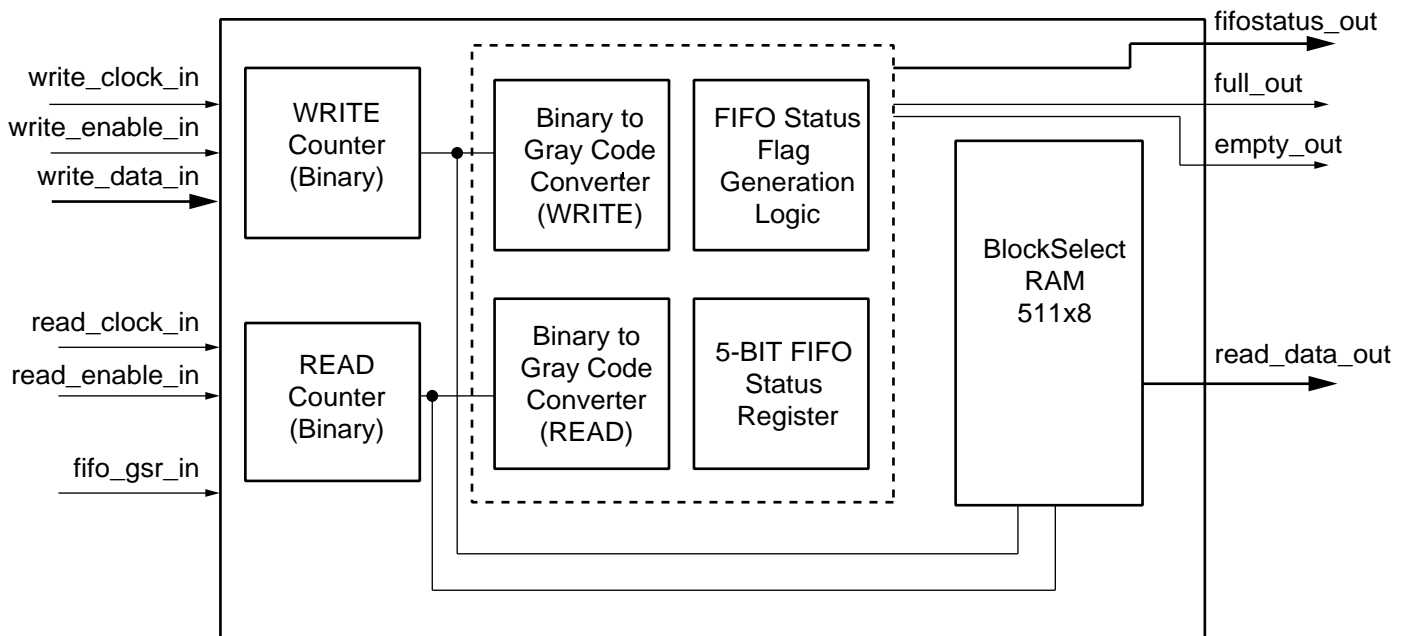 write_clock_in
write_enable_in
write_data_in
read_clock_in
read_enable_in
fifo_gsr_in
WRITE
Counter
(Binary)
READ
Counter
(Binary)
Binary to
Gray Code
Converter
(WRITE)
FIFO Status
Flag
Generation
Logic
Binary to
Gray Code
Converter
(READ)
5-BIT FIFO
Status
Register
BlockSelect
RAM
511x8
fifostatus_out
full_out
empty_out
read_data_out